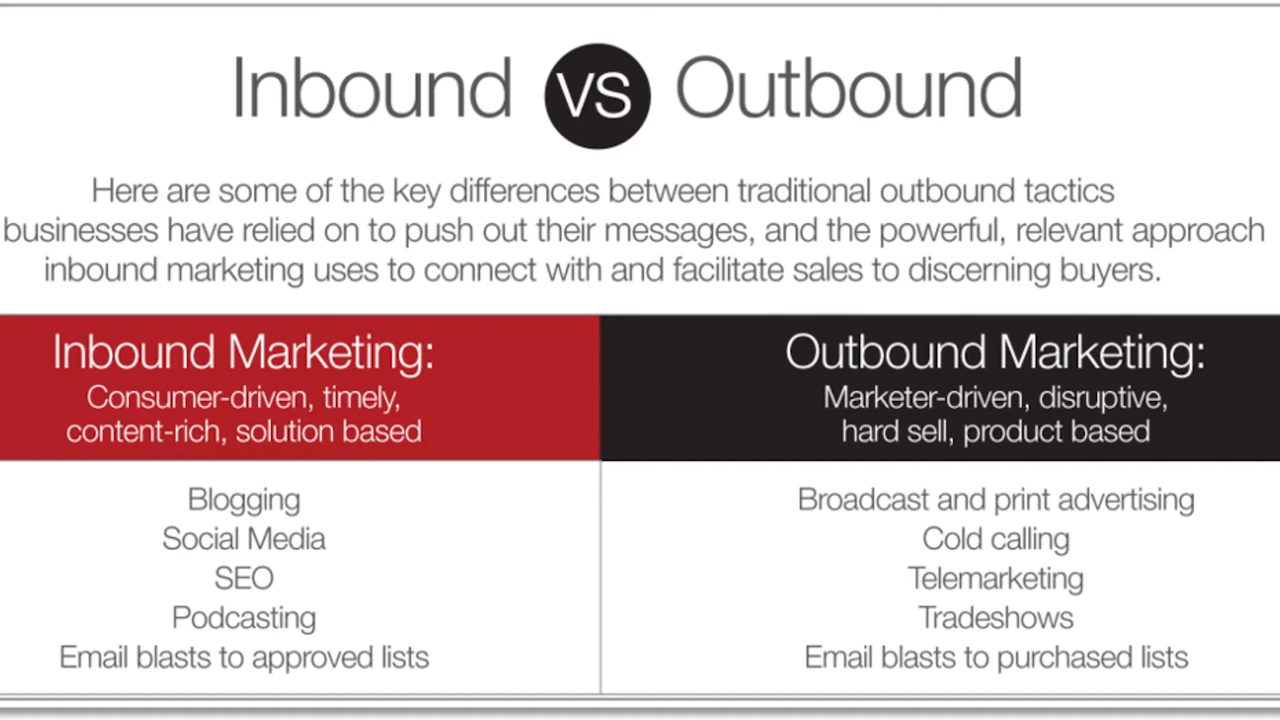 Inbound VS Outbound
Here are some of the key differences between traditional outbound tactics
businesses have relied on to push out their messages, and the powerful, relevant approach
inbound marketing uses to connect with and facilitate sales to discerning buyers.
Inbound Marketing:
Consumer-driven, timely,
content-rich, solution based
Blogging
Social Media
SEO
Podcasting
Email blasts to approved lists
Outbound Marketing:
Marketer-driven, disruptive,
hard sell, product based
Broadcast and print advertising
Cold calling
Telemarketing
Tradeshows
Email blasts to purchased lists